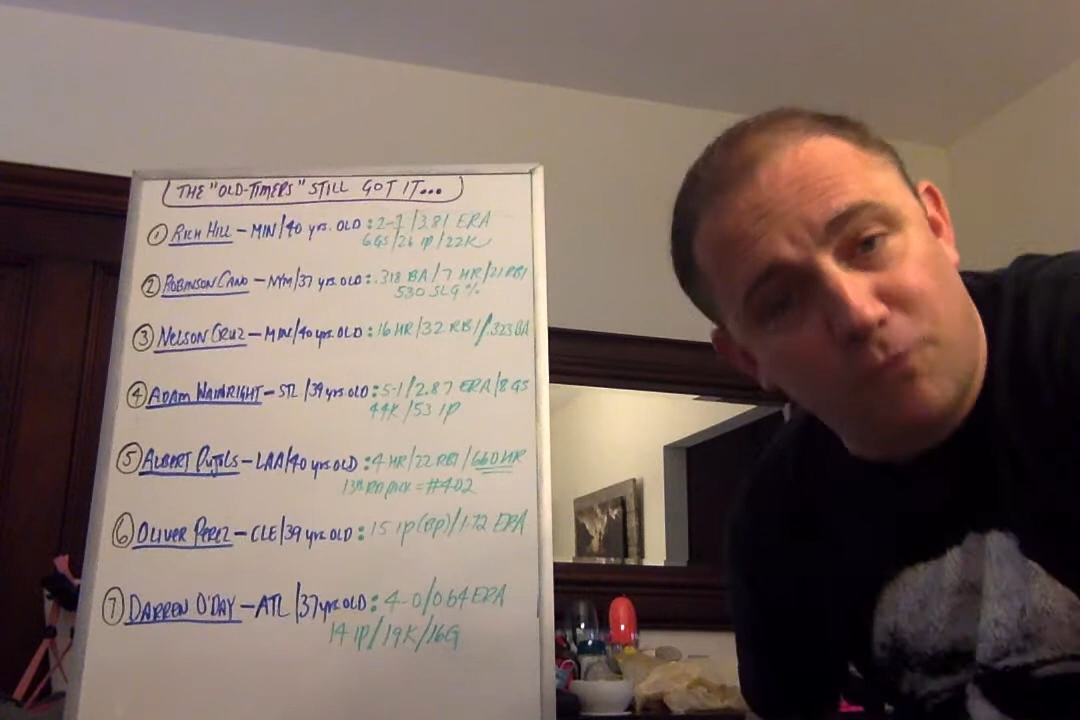 THE "OLD-TIMERS" STILL GOT IT...
① RICH HILL - MIN/40 yrs. OLD : 2-1/3.81 ERA
6GS/26 IP/22K
② ROBINSON CANO - NYM/37 yrs OLD: .318 BA/7 HR/21 RBI
530 SLG %
③ NELSON CRUZ - MIN/40 yrs. OLD : 16 HR/32 RBI/.323 BA
④ ADAM WAINWRIGHT - STL/39 yrs OLD : 5-1/2.87 ERA/8 GS
44K/53 IP
⑤ ALBERT PUJOLS - LAA/40 yrs OLD : 4 HR/22 RBI/660 HR
13th RD pick = #402
⑥ OLIVER PEREZ - CLE/39 yrs OLD : 15 IP(BP)/1.72 ERA
⑦ DARREN O'DAY - ATL/37 yrs OLD : 4-0/0.64 ERA
14 IP/19K/16G